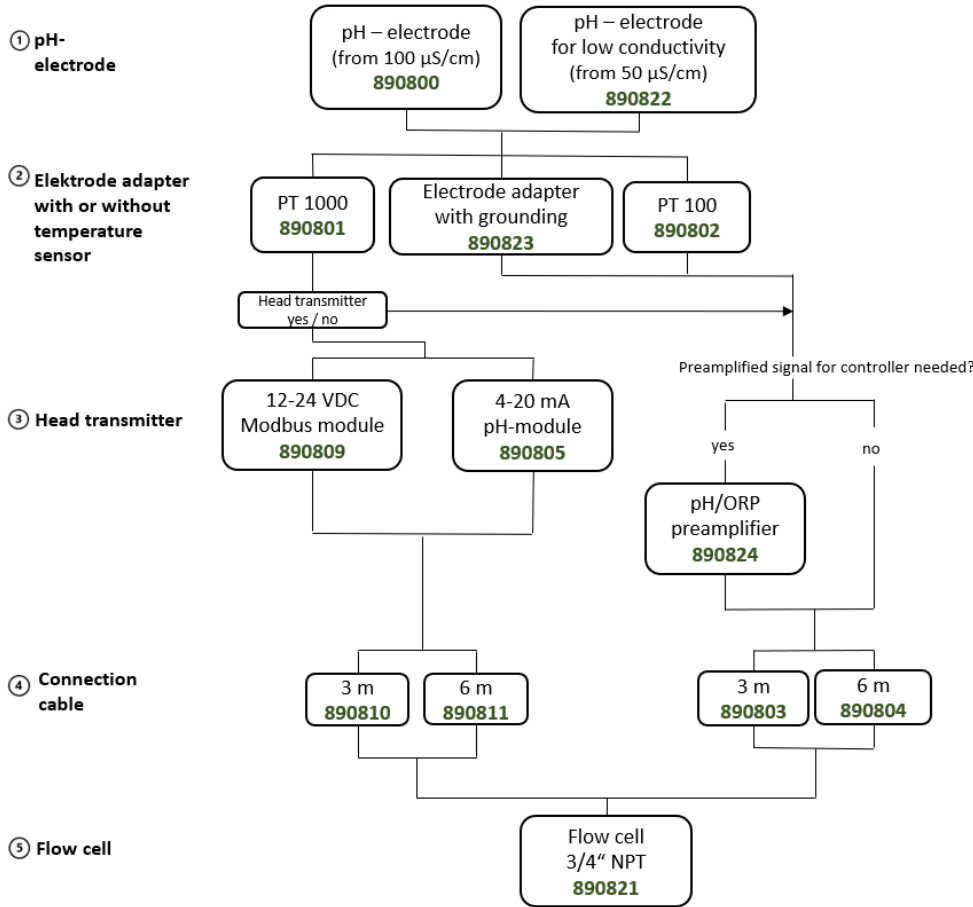 ① pH-
electrode
pH – electrode
(from 100 µS/cm)
890800
pH – electrode
for low conductivity
(from 50 µS/cm)
890822
② Elektrode adapter
with or without
temperature
sensor
PT 1000
890801
Electrode adapter
with grounding
890823
PT 100
890802
Head transmitter
yes / no
Preamplified signal for controller needed?
③ Head transmitter
12-24 VDC
Modbus module
890809
4-20 mA
pH-module
890805
yes
no
pH/ORP
preamplifier
890824
④ Connection
cable
3 m
890810
6 m
890811
3 m
890803
6 m
890804
⑤ Flow cell
Flow cell
3/4“ NPT
890821